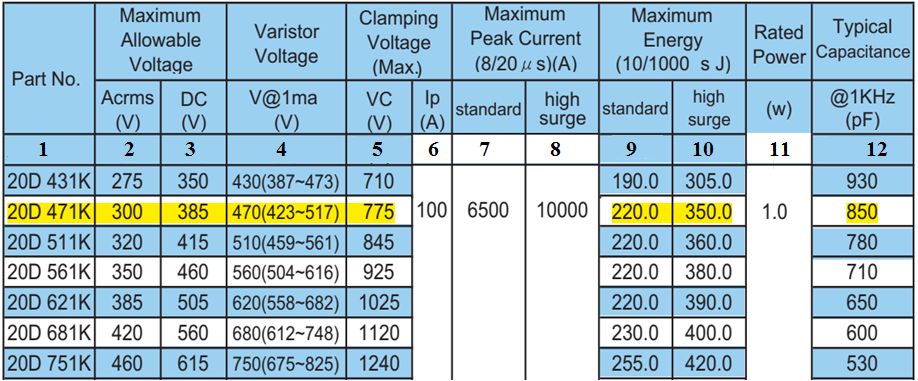 Part No. Maximum Allowable Voltage Varistor Voltage Clamping Voltage (Max.) Maximum Peak Current (8/20μs)(A) Maximum Energy (10/1000 s J) Rated Power Typical Capacitance
Acrms (V) DC (V) V@1ma (V) VC (V) Ip (A) standard high surge standard high surge (w) @1KHz (pF)
1 2 3 4 5 6 7 8 9 10 11 12
20D 431K 275 350 430(387~473) 710 190.0 305.0 930
20D 471K 300 385 470(423~517) 775 100 6500 10000 220.0 350.0 1.0 850
20D 511K 320 415 510(459~561) 845 220.0 360.0 780
20D 561K 350 460 560(504~616) 925 220.0 380.0 710
20D 621K 385 505 620(558~682) 1025 220.0 390.0 650
20D 681K 420 560 680(612~748) 1120 230.0 400.0 600
20D 751K 460 615 750(675~825) 1240 255.0 420.0 530